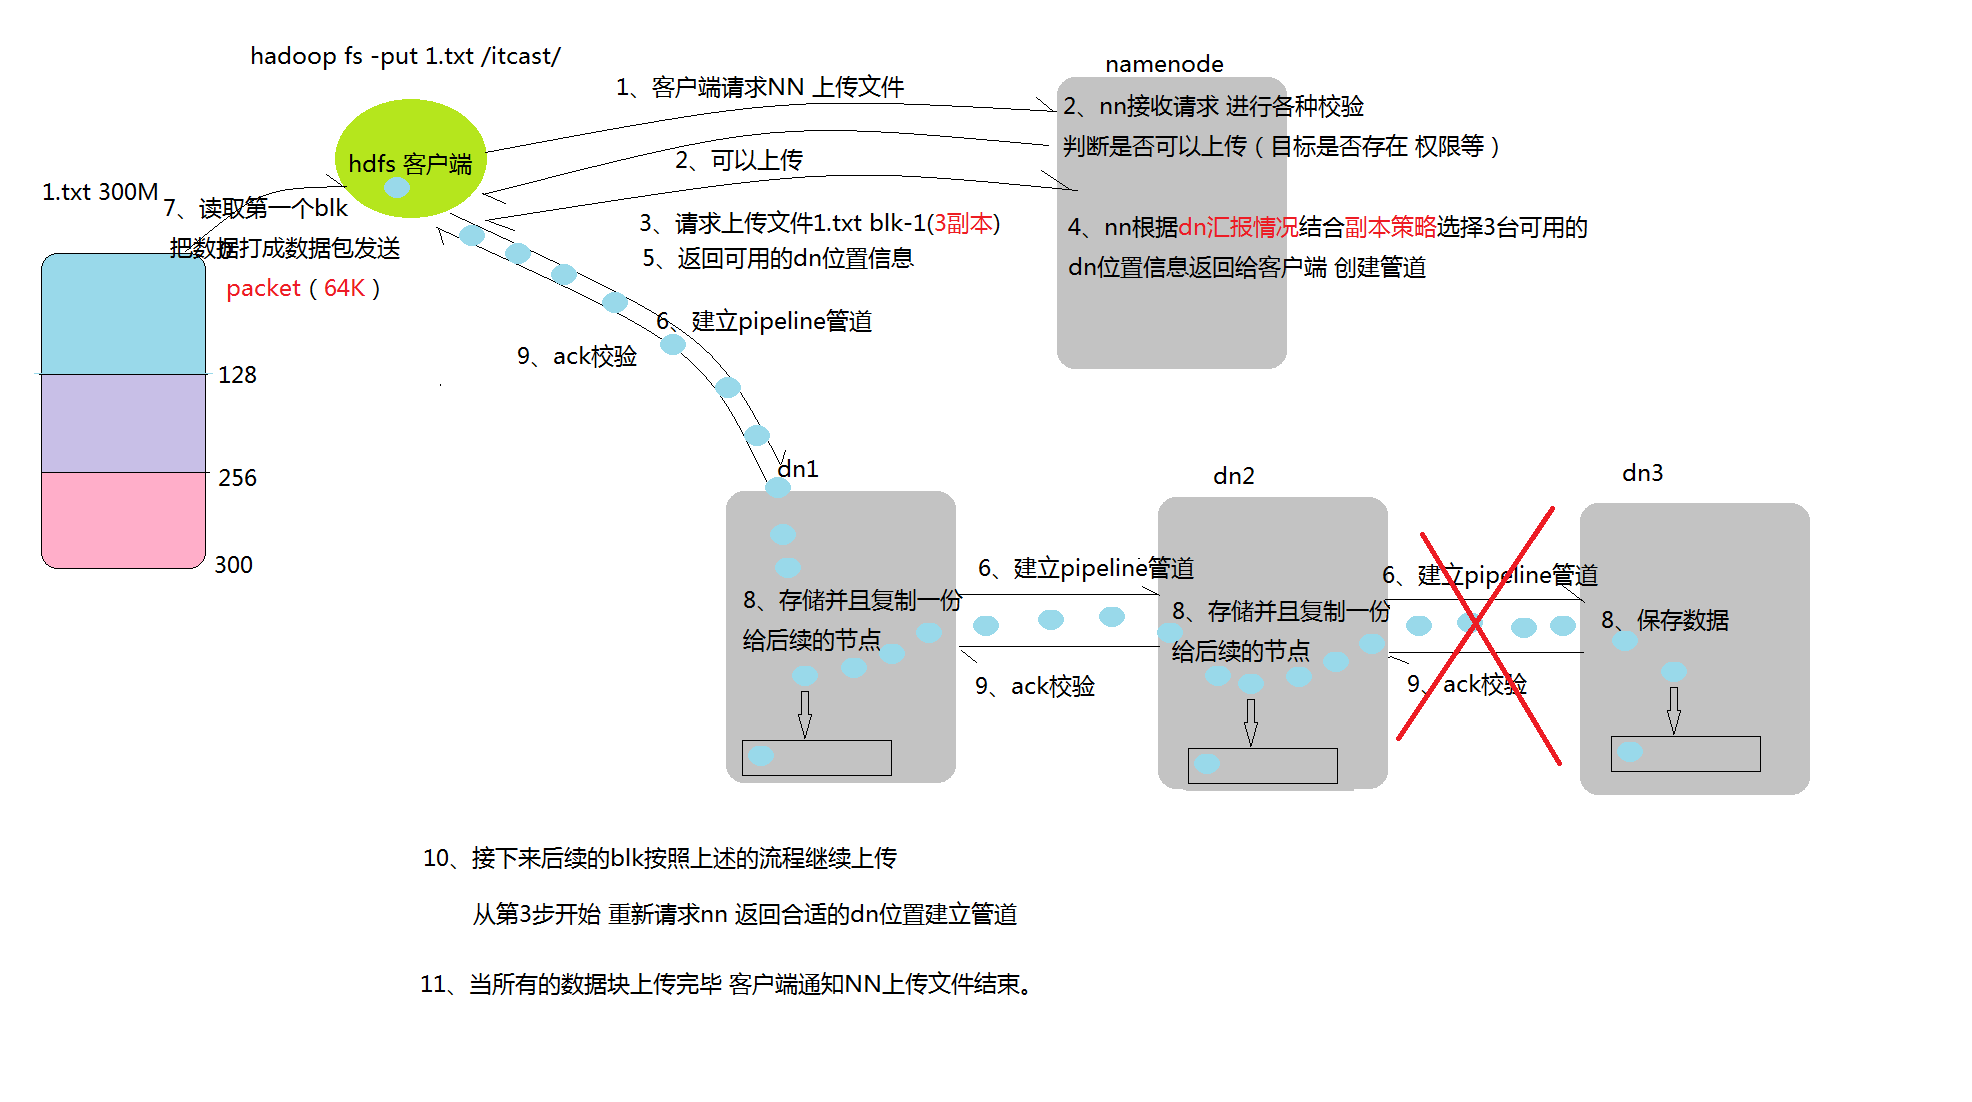 hadoop fs -put 1.txt /itcast/
namenode
1、客户端请求NN 上传文件
2、nn接收请求 进行各种校验
判断是否可以上传（目标是否存在 权限等）
hdfs 客户端
2、可以上传
1.txt 300M
7、读取第一个blk
把数据打成数据包发送
packet（64K）
3、请求上传文件1.txt blk-1(3副本)
5、返回可用的dn位置信息
4、nn根据dn汇报情况结合副本策略选择3台可用的
dn位置信息返回给客户端 创建管道
6、建立pipeline管道
9、ack校验
128
256
300
dn1
dn2
dn3
6、建立pipeline管道
6、建立pipeline管道
8、存储并且复制一份
给后续的节点
8、存储并且复制一份
给后续的节点
8、保存数据
9、ack校验
9、ack校验
10、接下来后续的blk按照上述的流程继续上传
从第3步开始 重新请求nn 返回合适的dn位置建立管道
11、当所有的数据块上传完毕 客户端通知NN上传文件结束。